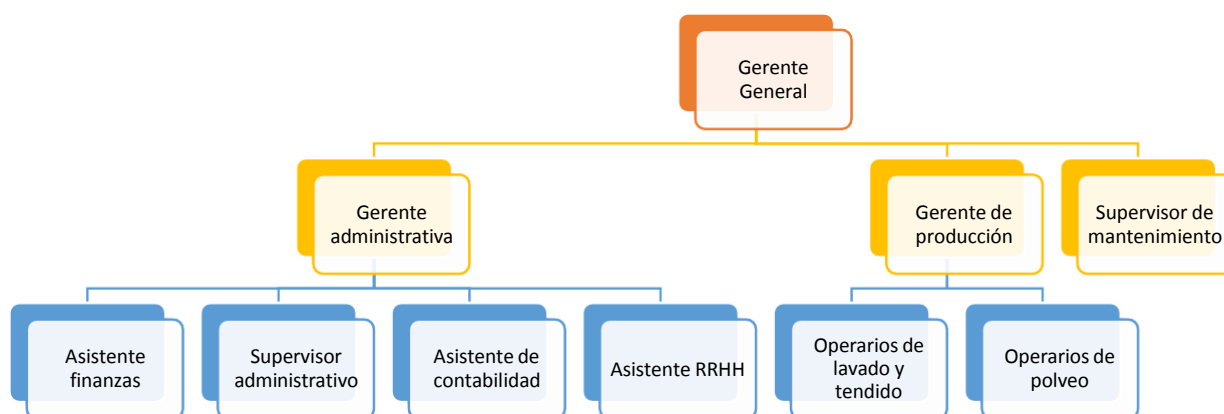 Gerente
General
Gerente
administrativa
Gerente de
producción
Supervisor de
mantenimiento
Asistente
finanzas
Supervisor
administrativo
Asistente de
contabilidad
Asistente RRHH
Operarios de
lavado y
tendido
Operarios de
polveo